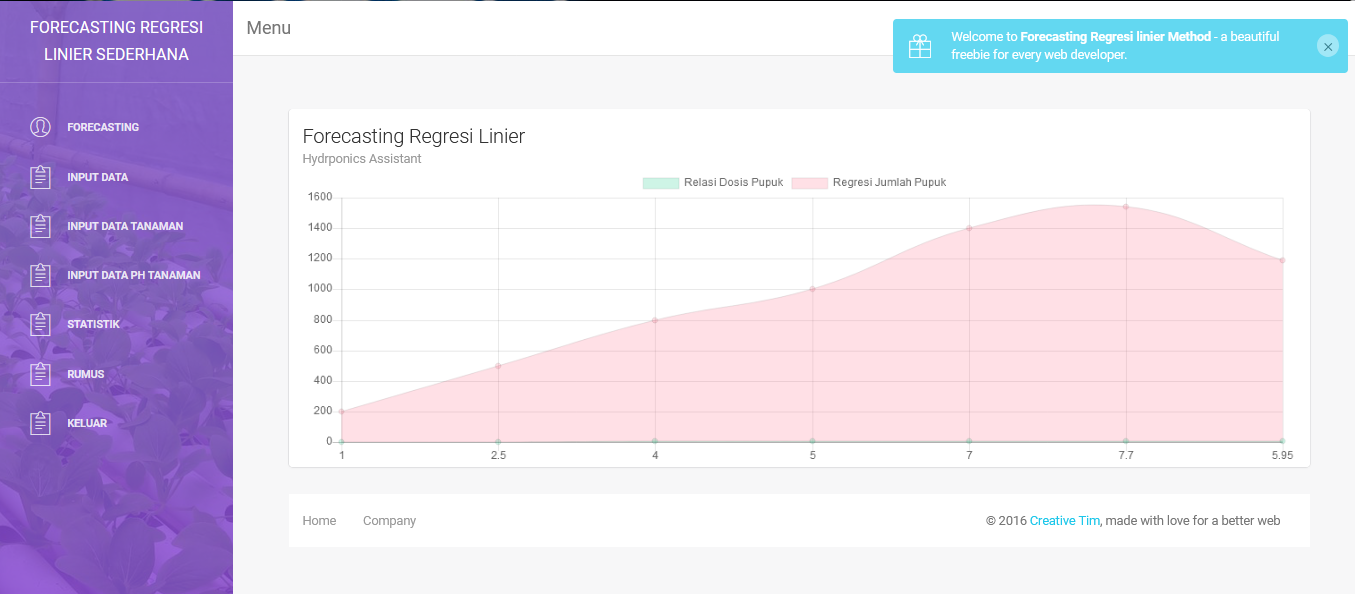 FORECASTING REGRESI
LINIER SEDERHANA
FORECASTING
INPUT DATA
INPUT DATA TANAMAN
INPUT DATA PH TANAMAN
STATISTIK
RUMUS
KELUAR
Menu
Welcome to Forecasting Regresi linier Method - a beautiful
freebie for every web developer.
Forecasting Regresi Linier
Hydrponics Assistant
Relasi Dosis Pupuk Regresi Jumlah Pupuk
1600
1400
1200
1000
800
600
400
200
0
1 2.5 4 5 7 7.7 5.95
Home Company © 2016 Creative Tim, made with love for a better web